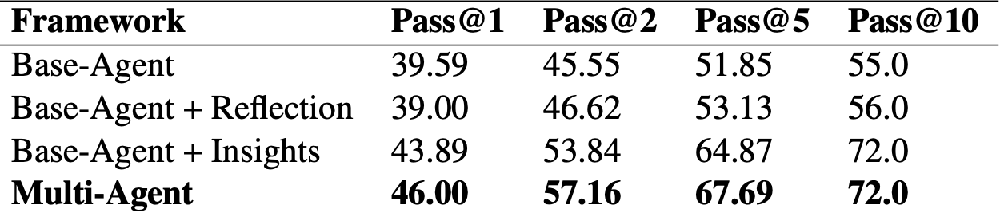 Framework Pass@1 Pass@2 Pass@5 Pass@10
Base-Agent 39.59 45.55 51.85 55.0
Base-Agent + Reflection 39.00 46.62 53.13 56.0
Base-Agent + Insights 43.89 53.84 64.87 72.0
Multi-Agent 46.00 57.16 67.69 72.0